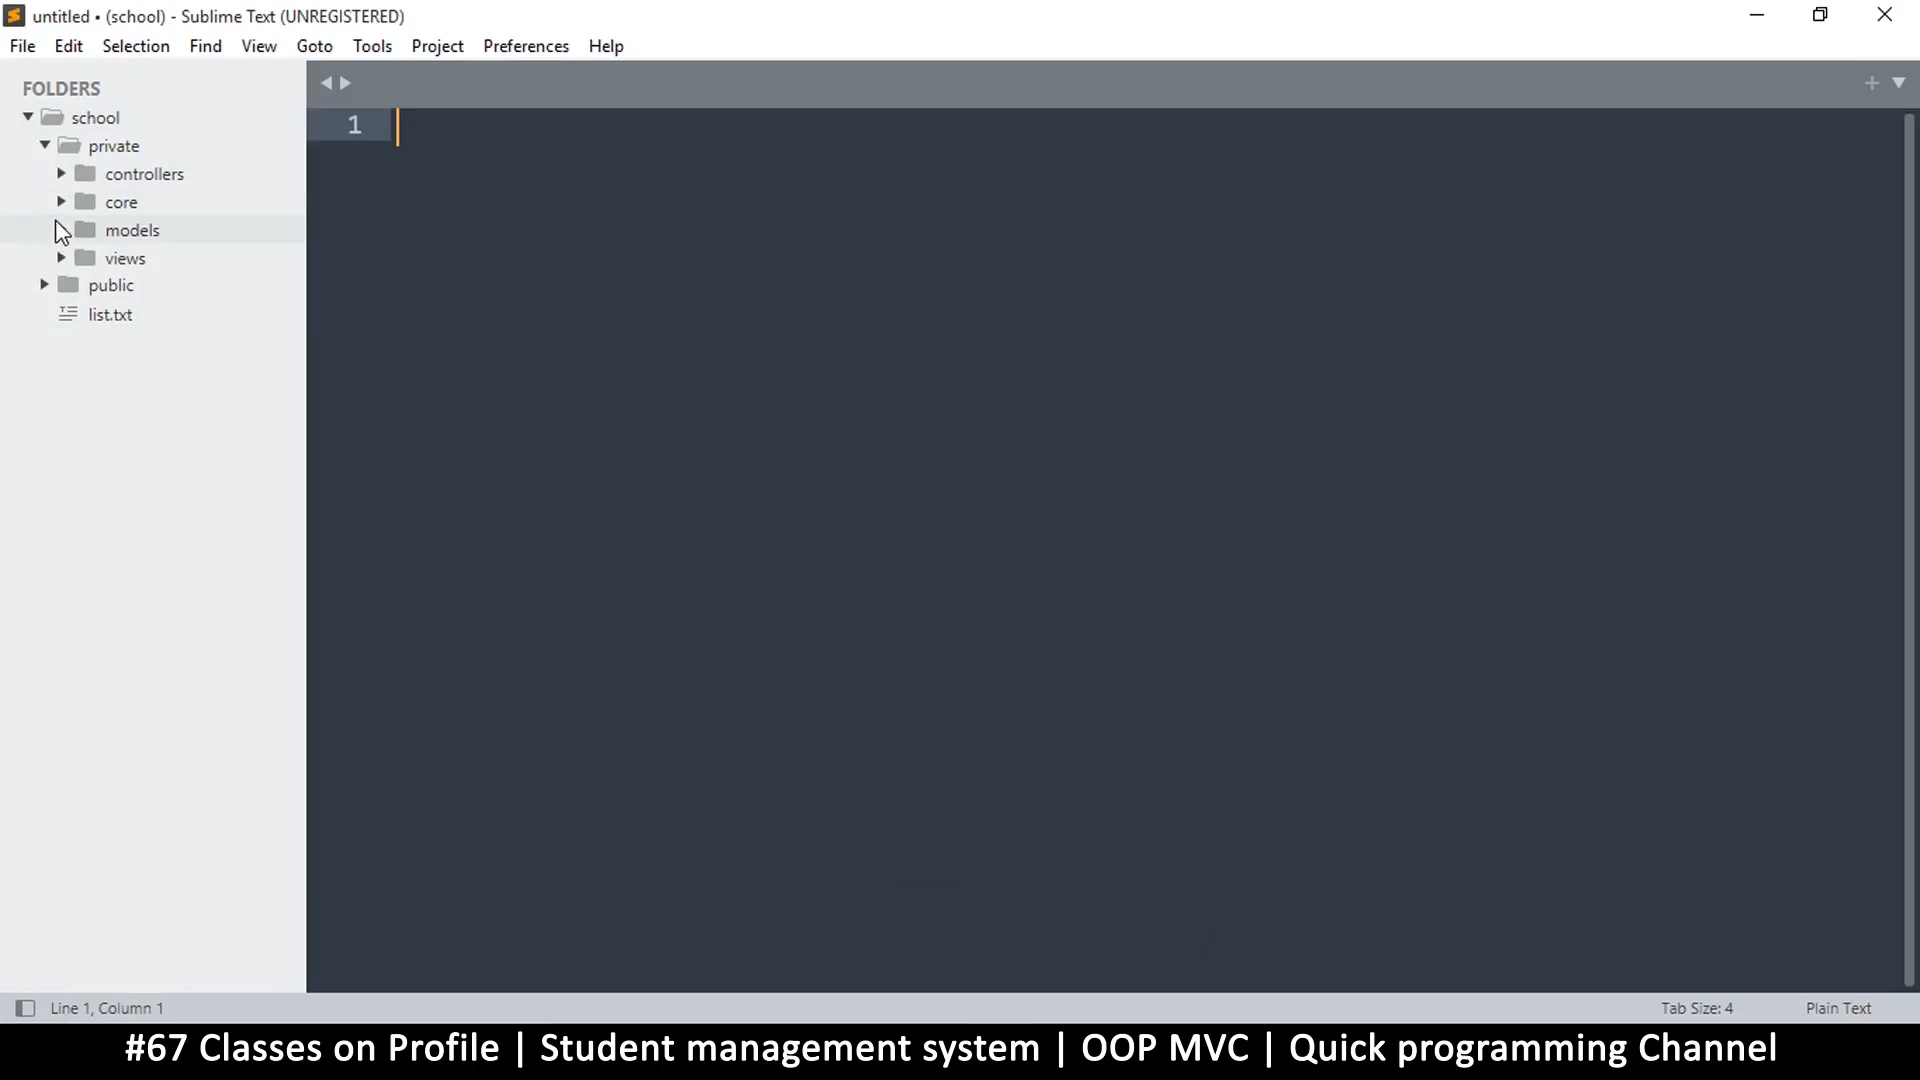 untitled • (school) - Sublime Text (UNREGISTERED)
File Edit Selection Find View Goto Tools Project Preferences Help
FOLDERS
school
private
controllers
core
models
views
public
list.txt
1
Line 1, Column 1 Tab Size: 4 Plain Text
#67 Classes on Profile | Student management system | OOP MVC | Quick programming Channel